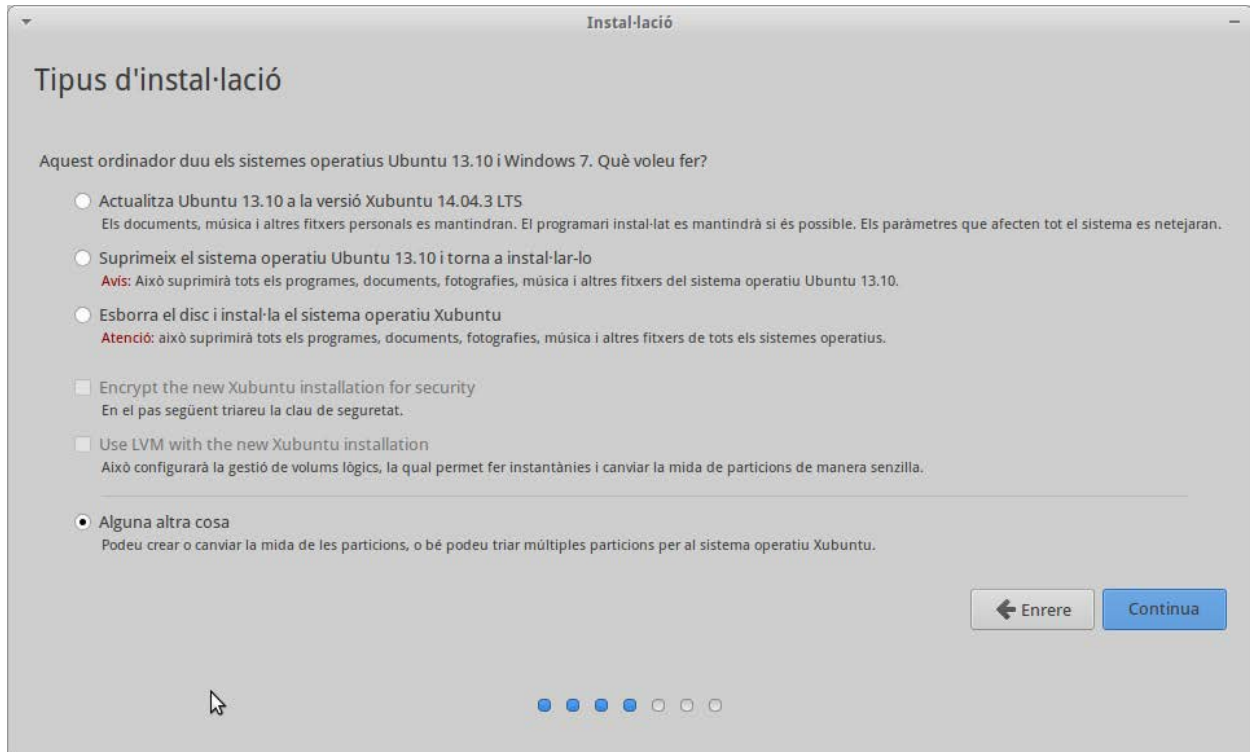 Instal·lació
Tipus d'instal·lació
Aquest ordinador duu els sistemes operatius Ubuntu 13.10 i Windows 7. Què voleu fer?
Actualitza Ubuntu 13.10 a la versió Xubuntu 14.04.3 LTS
Els documents, música i altres fitxers personals es mantindran. El programari instal·lat es mantindrà si és possible. Els paràmetres que afecten tot el sistema es netejaran.
Suprimeix el sistema operatiu Ubuntu 13.10 i torna a instal·lar-lo
Avís: Això suprimirà tots els programes, documents, fotografies, música i altres fitxers del sistema operatiu Ubuntu 13.10.
Esborra el disc i instal·la el sistema operatiu Xubuntu
Atenció: això suprimirà tots els programes, documents, fotografies, música i altres fitxers de tots els sistemes operatius.
Encrypt the new Xubuntu installation for security
En el pas següent triareu la clau de seguretat.
Use LVM with the new Xubuntu installation
Això configurarà la gestió de volums lògics, la qual permet fer instantànies i canviar la mida de particions de manera senzilla.
Alguna altra cosa
Podeu crear o canviar la mida de les particions, o bé podeu triar múltiples particions per al sistema operatiu Xubuntu.
Enrere
Continua